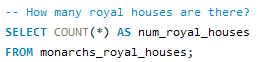 -- How many royal houses are there?
SELECT COUNT(*) AS num_royal_houses
FROM monarchs_royal_houses;